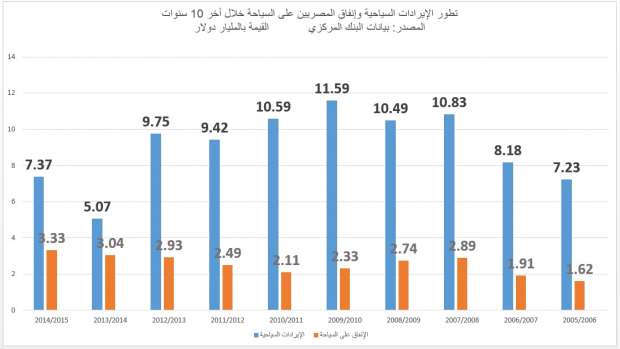 تطور الإيرادات السياحية وإنفاق المصريين على السياحة خلال آخر 10 سنوات
المصدر: بيانات البنك المركزي القيمة بالمليار دولار
14
12
10
8
6
4
2
0
7.37 5.07 9.75 9.42 10.59 11.59 10.49 10.83 8.18 7.23
3.33 3.04 2.93 2.49 2.11 2.33 2.74 2.89 1.91 1.62
2014/2015 2013/2014 2012/2013 2011/2012 2010/2011 2009/2010 2008/2009 2007/2008 2006/2007 2005/2006
الإيرادات السياحية الإنفاق على السياحة